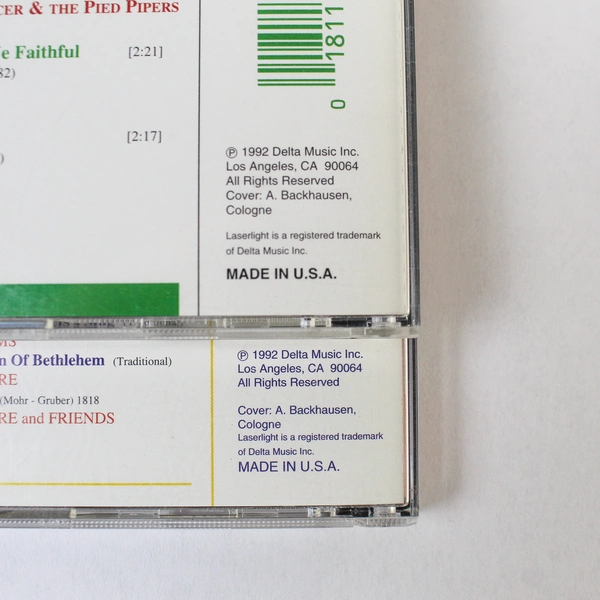 & THE PIED PIPERS
Faithful
[2:21]
[2:17]
0 1811
℗ 1992 Delta Music Inc.
Los Angeles, CA 90064
All Rights Reserved
Cover: A. Backhausen,
Cologne
Laserlight is a registered trademark
of Delta Music Inc.
MADE IN U.S.A.
Of Bethlehem (Traditional)
(Mohr - Gruber) 1818
RE and FRIENDS
℗ 1992 Delta Music Inc.
Los Angeles, CA 90064
All Rights Reserved
Cover: A. Backhausen,
Cologne
Laserlight is a registered trademark
of Delta Music Inc.
MADE IN U.S.A.